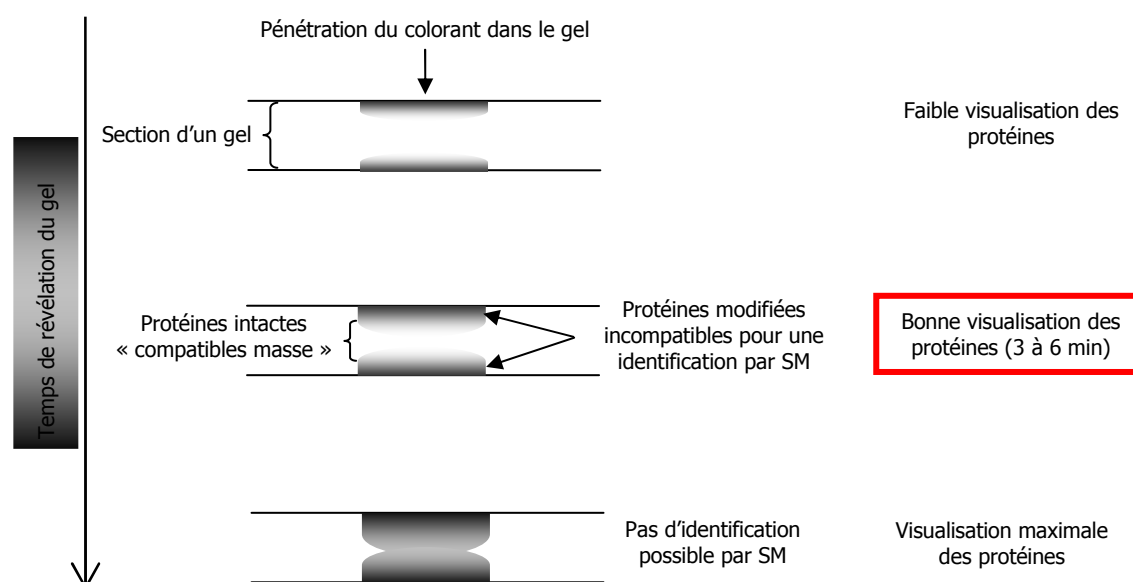 Pénétration du colorant dans le gel
Section d’un gel
Faible visualisation des
protéines
Temps de révélation du gel
Protéines intactes
« compatibles masse »
Protéines modifiées
incompatibles pour une
identification par SM
Bonne visualisation des
protéines (3 à 6 min)
Pas d’identification
possible par SM
Visualisation maximale
des protéines